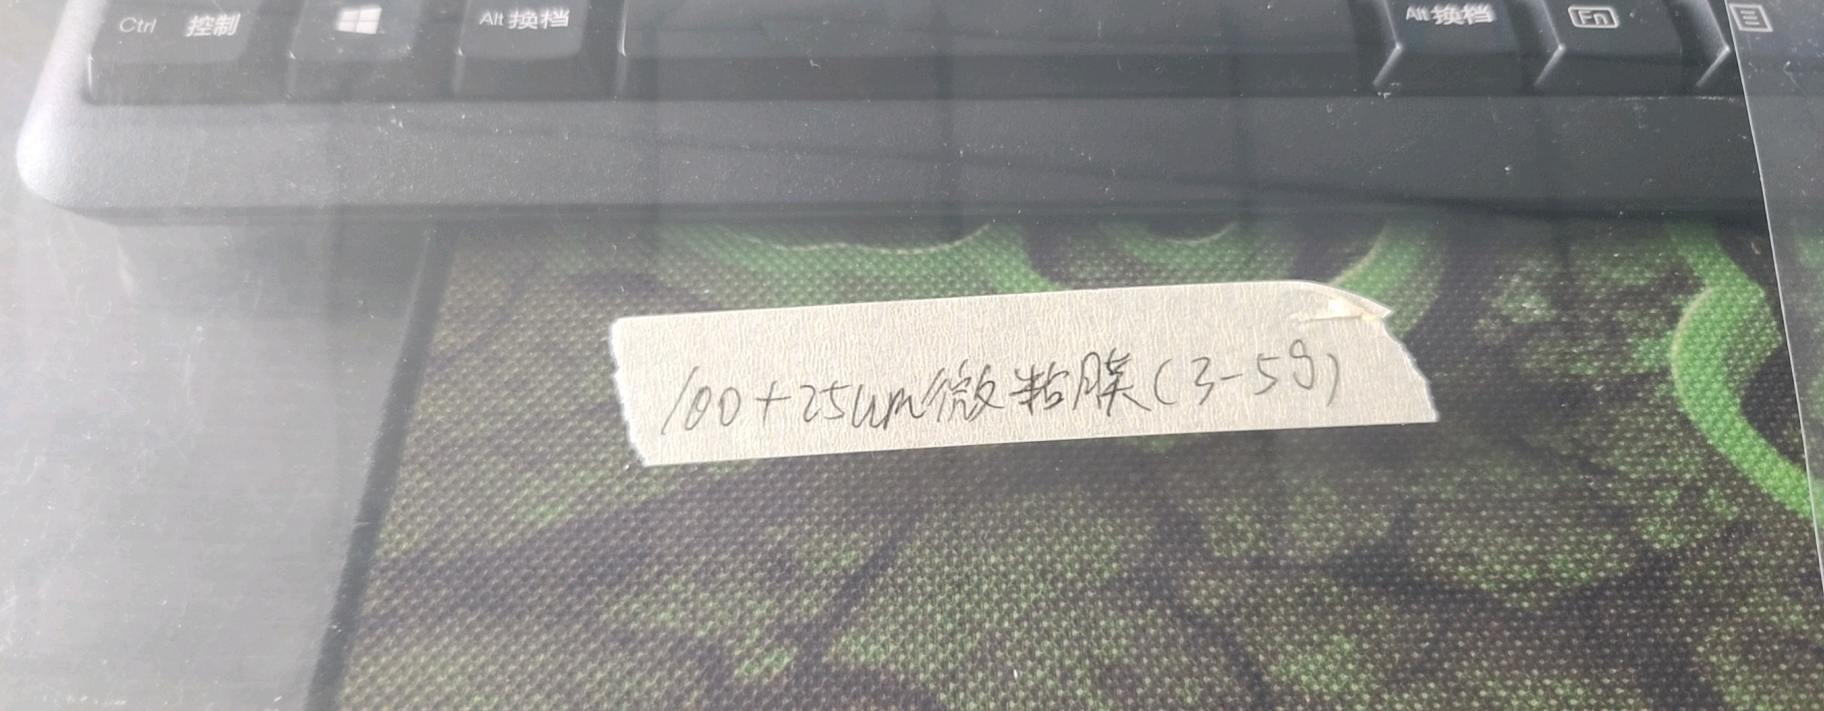 Ctrl 控制
Alt 换档
Alt 换档
Fn
100+25um微粘膜(3-5g)